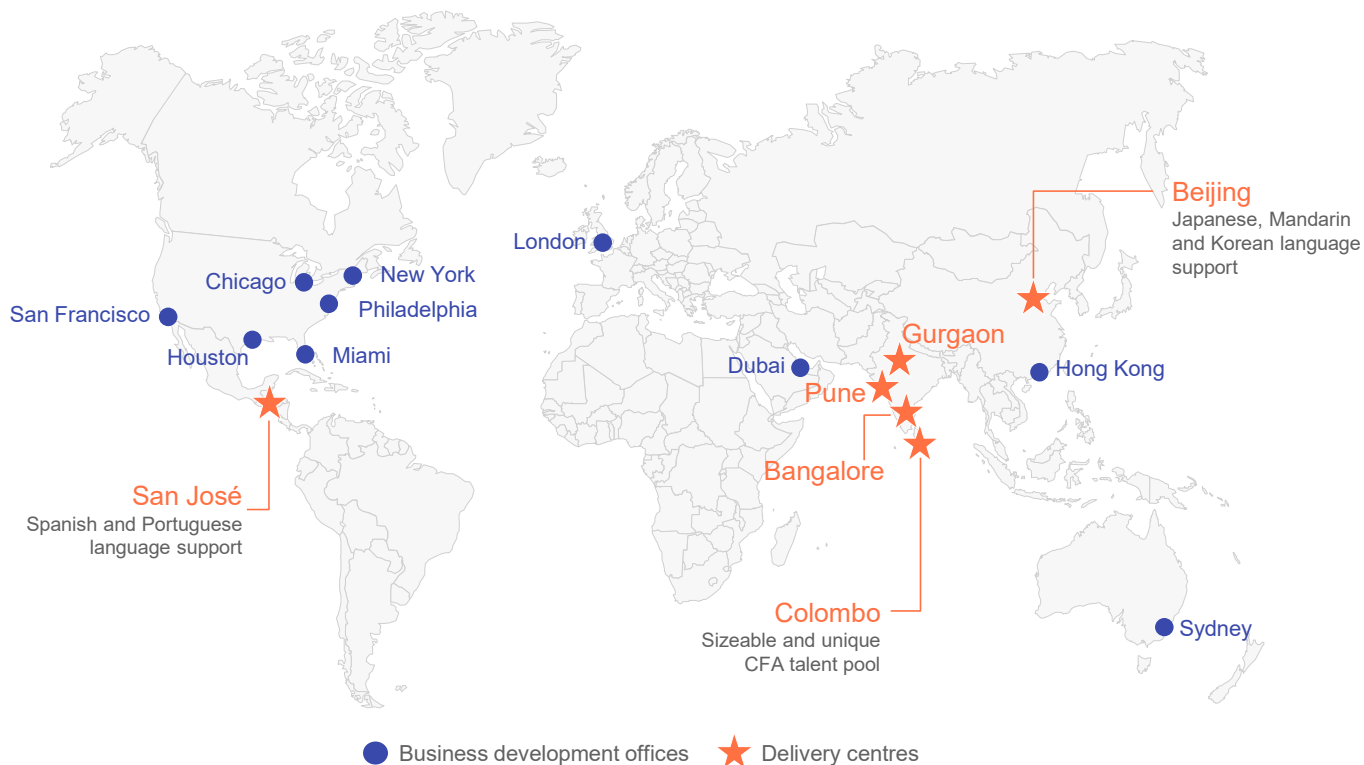 Beijing
Japanese, Mandarin
and Korean language
support
London
Chicago
New York
Philadelphia
San Francisco
Houston
Miami
Gurgaon
Dubai
Hong Kong
Pune
Bangalore
San José
Spanish and Portuguese
language support
Colombo
Sizeable and unique
CFA talent pool
Sydney
Business development offices
Delivery centres